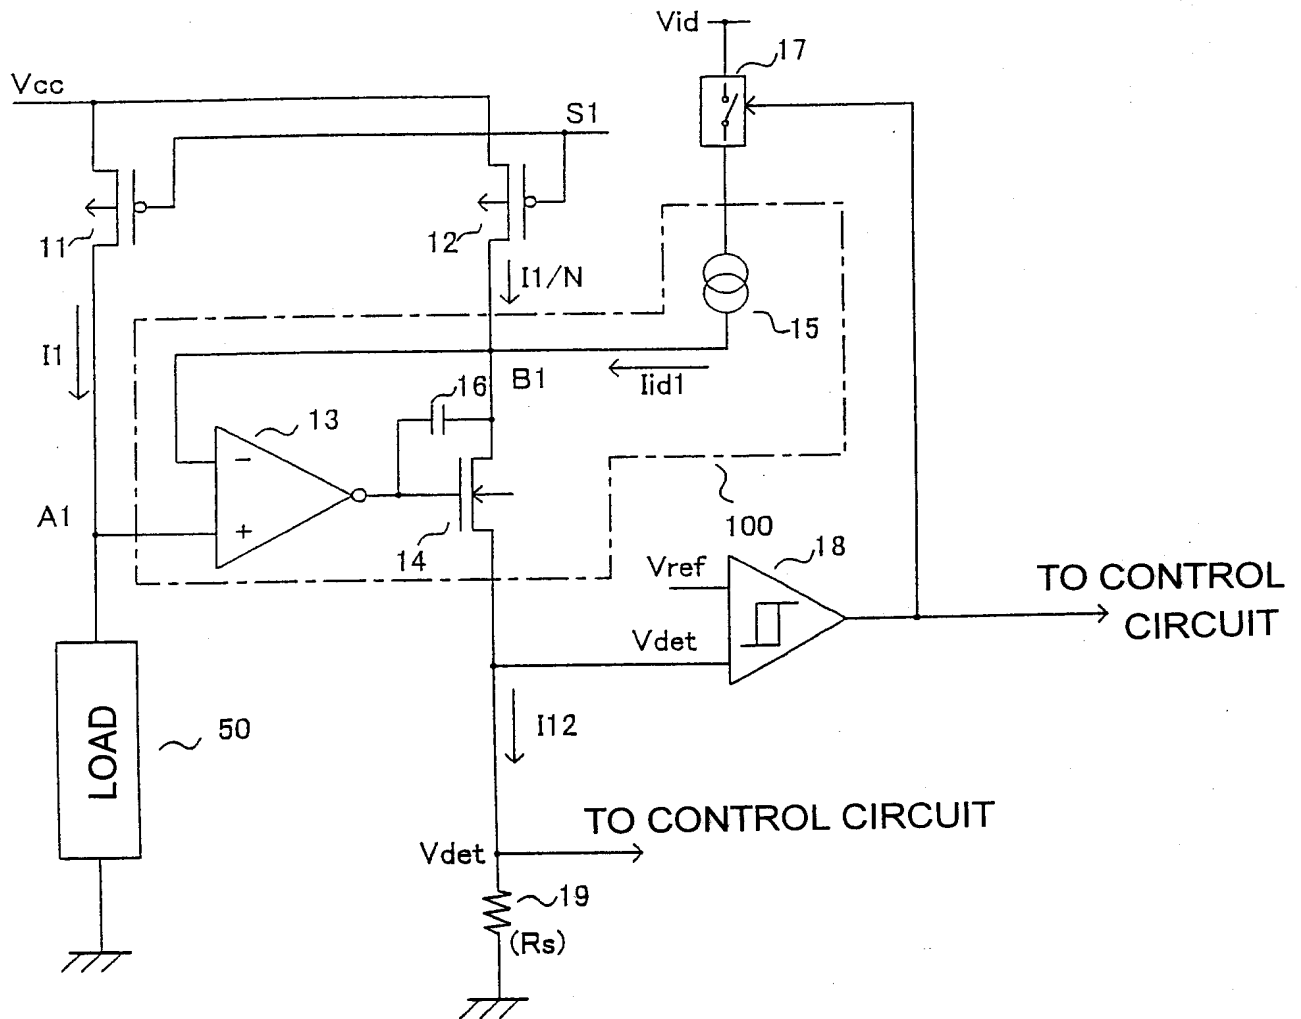 Vid
17
Vcc
S1
11
12
I1/N
15
I1
B1
Iid1
16
13
−
A1
+
14
100
Vref
18
TO CONTROL
CIRCUIT
Vdet
I12
LOAD
50
TO CONTROL CIRCUIT
Vdet
19
(Rs)